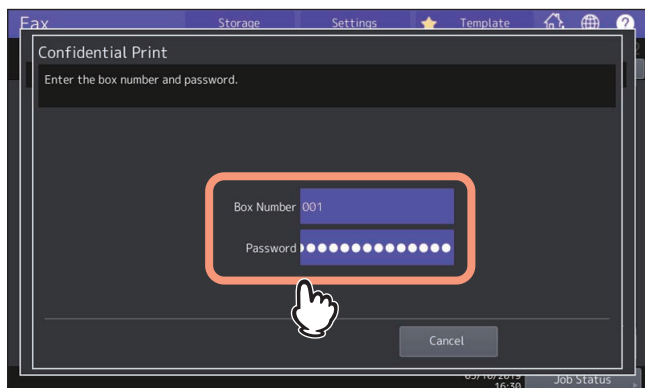 Fax Storage Settings Template
Confidential Print
Enter the box number and password.
Box Number 001
Password
Cancel
16:30 Job Status